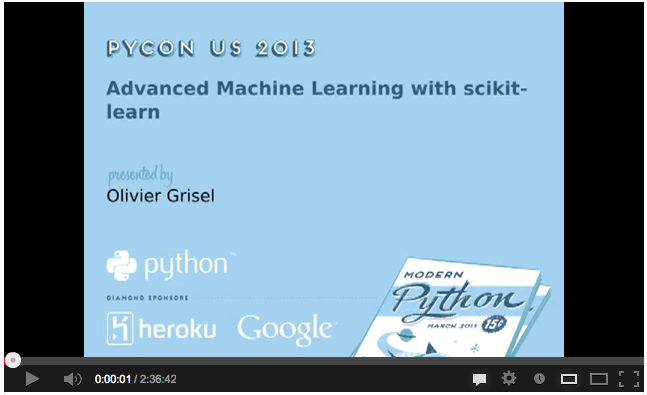 PYCON US 2013
Advanced Machine Learning with scikit-
learn
presented by
Olivier Grisel
python™
DIAMOND SPONSORS
heroku Google
MODERN
Python
MARCH 2013 15¢
0:00:01 / 2:36:42